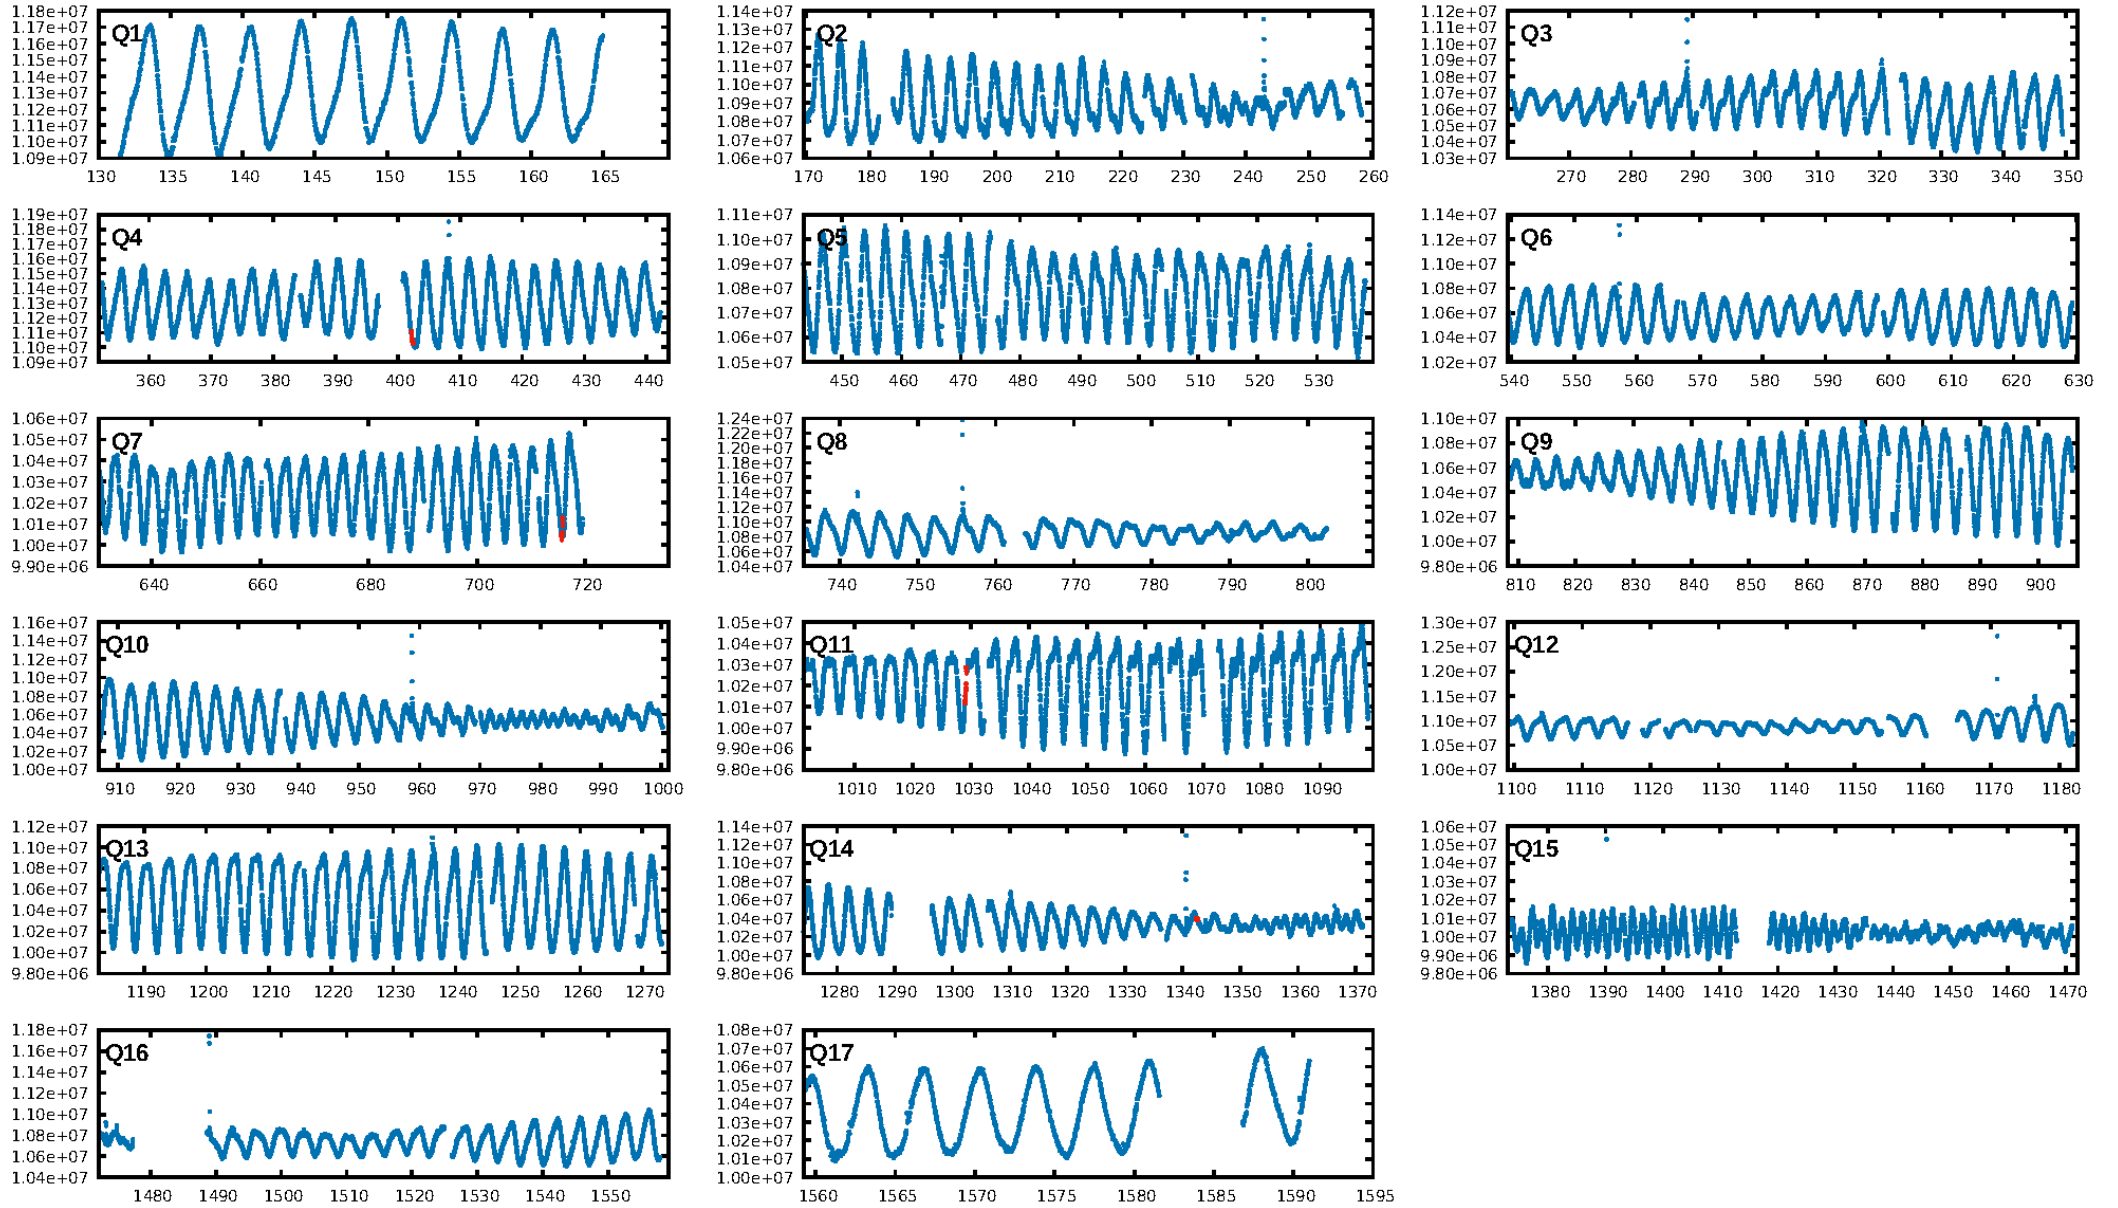 1.18e+07 1.17e+07 1.16e+07 1.15e+07 1.14e+07 1.13e+07 1.12e+07 1.11e+07 1.10e+07 1.09e+07
Q1
130 135 140 145 150 155 160 165
1.14e+07 1.13e+07 1.12e+07 1.11e+07 1.10e+07 1.09e+07 1.08e+07 1.07e+07 1.06e+07
Q2
170 180 190 200 210 220 230 240 250 260
1.12e+07 1.11e+07 1.10e+07 1.09e+07 1.08e+07 1.07e+07 1.06e+07 1.05e+07 1.04e+07 1.03e+07
Q3
270 280 290 300 310 320 330 340 350
1.19e+07 1.18e+07 1.17e+07 1.16e+07 1.15e+07 1.14e+07 1.13e+07 1.12e+07 1.11e+07 1.10e+07 1.09e+07
Q4
360 370 380 390 400 410 420 430 440
1.11e+07 1.10e+07 1.09e+07 1.08e+07 1.07e+07 1.06e+07 1.05e+07
Q5
450 460 470 480 490 500 510 520 530
1.14e+07 1.12e+07 1.10e+07 1.08e+07 1.06e+07 1.04e+07 1.02e+07
Q6
540 550 560 570 580 590 600 610 620 630
1.06e+07 1.05e+07 1.04e+07 1.03e+07 1.02e+07 1.01e+07 1.00e+07 9.90e+06
Q7
640 660 680 700 720
1.24e+07 1.22e+07 1.20e+07 1.18e+07 1.16e+07 1.14e+07 1.12e+07 1.10e+07 1.08e+07 1.06e+07 1.04e+07
Q8
740 750 760 770 780 790 800
1.10e+07 1.08e+07 1.06e+07 1.04e+07 1.02e+07 1.00e+07 9.80e+06
Q9
810 820 830 840 850 860 870 880 890 900
1.16e+07 1.14e+07 1.12e+07 1.10e+07 1.08e+07 1.06e+07 1.04e+07 1.02e+07 1.00e+07
Q10
910 920 930 940 950 960 970 980 990 1000
1.05e+07 1.04e+07 1.03e+07 1.02e+07 1.01e+07 1.00e+07 9.90e+06 9.80e+06
Q11
1010 1020 1030 1040 1050 1060 1070 1080 1090
1.30e+07 1.25e+07 1.20e+07 1.15e+07 1.10e+07 1.05e+07 1.00e+07
Q12
1100 1110 1120 1130 1140 1150 1160 1170 1180
1.12e+07 1.10e+07 1.08e+07 1.06e+07 1.04e+07 1.02e+07 1.00e+07 9.80e+06
Q13
1190 1200 1210 1220 1230 1240 1250 1260 1270
1.14e+07 1.12e+07 1.10e+07 1.08e+07 1.06e+07 1.04e+07 1.02e+07 1.00e+07 9.80e+06
Q14
1280 1290 1300 1310 1320 1330 1340 1350 1360 1370
1.06e+07 1.05e+07 1.04e+07 1.03e+07 1.02e+07 1.01e+07 1.00e+07 9.90e+06 9.80e+06
Q15
1380 1390 1400 1410 1420 1430 1440 1450 1460 1470
1.18e+07 1.16e+07 1.14e+07 1.12e+07 1.10e+07 1.08e+07 1.06e+07 1.04e+07
Q16
1480 1490 1500 1510 1520 1530 1540 1550
1.08e+07 1.07e+07 1.06e+07 1.05e+07 1.04e+07 1.03e+07 1.02e+07 1.01e+07 1.00e+07
Q17
1560 1565 1570 1575 1580 1585 1590 1595